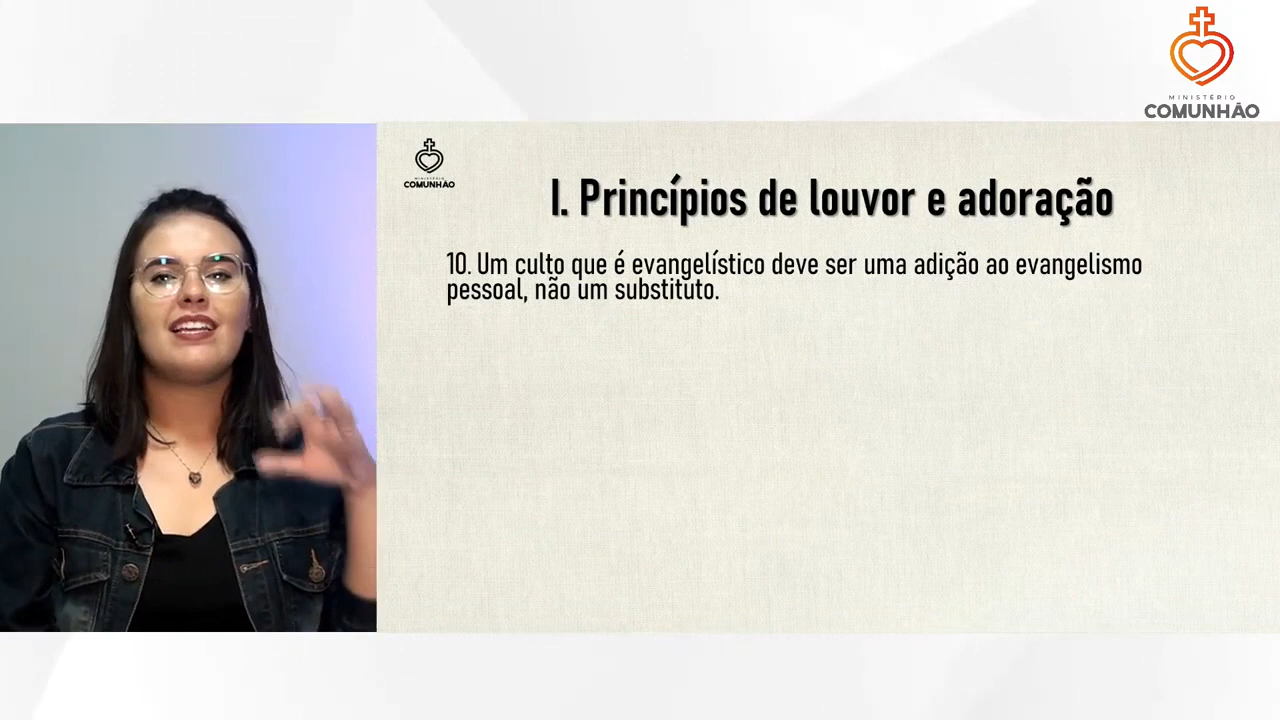 MINISTÉRIO
COMUNHÃO
MINISTÉRIO
COMUNHÃO
I. Princípios de louvor e adoração
10. Um culto que é evangelístico deve ser uma adição ao evangelismo
pessoal, não um substituto.